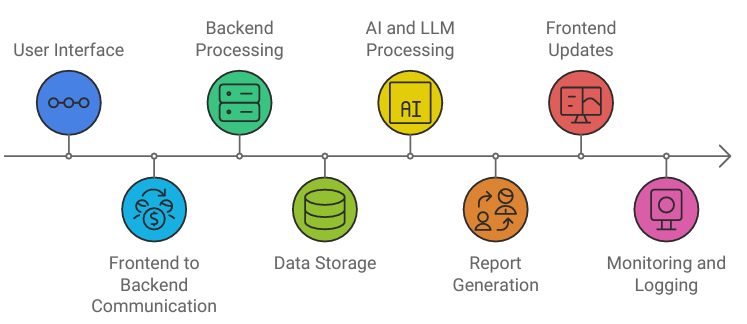 User Interface
Backend
Processing
AI and LLM
Processing
Frontend
Updates
AI
$
Frontend to
Backend
Communication
Data Storage
Report
Generation
Monitoring and
Logging